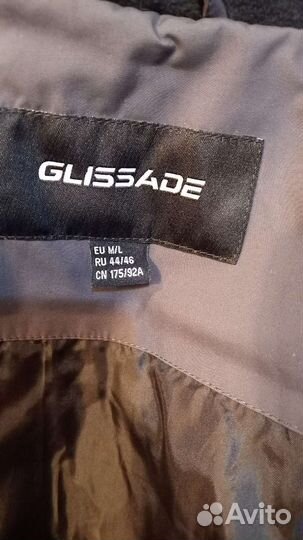 GLISSADE
EU M/L
RU 44/46
CN 175/92A
Avito